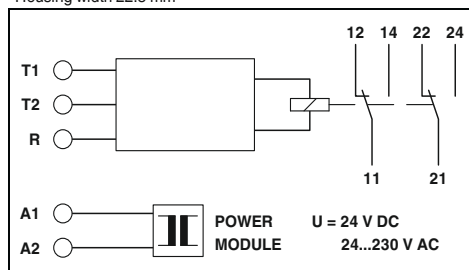 Housing width 22.5 mm
12 14 22 24
T1
T2
R
11 21
A1
POWER U = 24 V DC
A2
MODULE 24...230 V AC